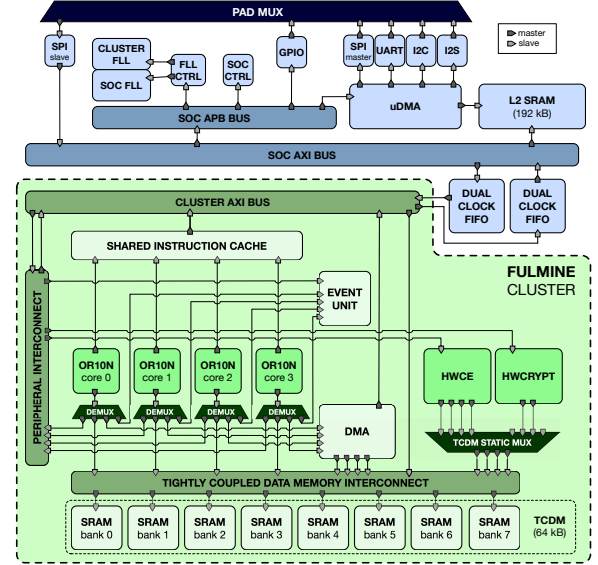 PAD MUX
master
slave
SPI
slave
CLUSTER
FLL
SOC FLL
FLL
CTRL
SOC
CTRL
GPIO
SPI
master
UART
I2C
I2S
uDMA
L2 SRAM
(192 kB)
SOC APB BUS
SOC AXI BUS
DUAL
CLOCK
FIFO
DUAL
CLOCK
FIFO
CLUSTER AXI BUS
SHARED INSTRUCTION CACHE
FULMINE
CLUSTER
PERIPHERAL INTERCONNECT
EVENT
UNIT
OR10N
core 0
OR10N
core 1
OR10N
core 2
OR10N
core 3
HWCE
HWCRYPT
DEMUX
DEMUX
DEMUX
DEMUX
DMA
TCDM STATIC MUX
TIGHTLY COUPLED DATA MEMORY INTERCONNECT
SRAM
bank 0
SRAM
bank 1
SRAM
bank 2
SRAM
bank 3
SRAM
bank 4
SRAM
bank 5
SRAM
bank 6
SRAM
bank 7
TCDM
(64 kB)